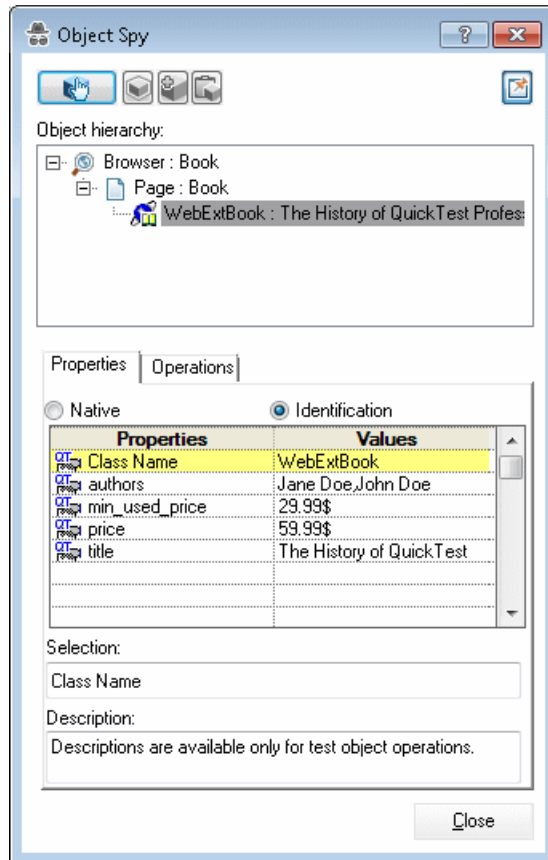 Object Spy
Object hierarchy:
Browser : Book
Page : Book
WebExtBook : The History of QuickTest Profes
Properties Operations
Native Identification
Properties Values
Class Name WebExtBook
authors Jane Doe,John Doe
min_used_price 29.99$
price 59.99$
title The History of QuickTest
Selection:
Class Name
Description:
Descriptions are available only for test object operations.
Close